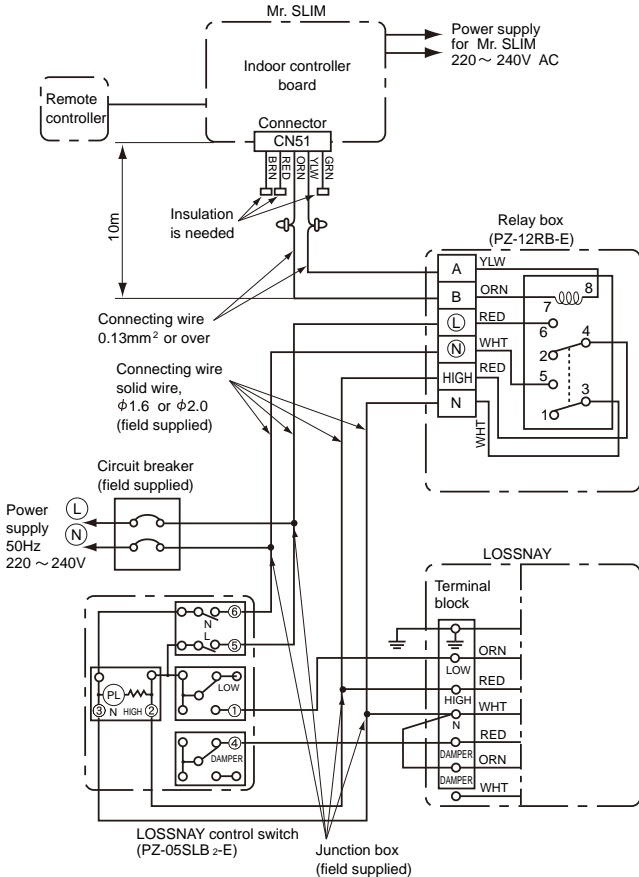 Mr. SLIM
Power supply
for Mr. SLIM
220～240V AC
Indoor controller
board
Remote
controller
Connector
CN51
BRN
RED
ORN
YLW
GRN
10m
Insulation
is needed
Relay box
(PZ-12RB-E)
A
YLW
B
ORN
L
RED
N
WHT
HIGH
RED
N
WHT
8
7
6
4
2
5
3
1
Connecting wire
0.13mm² or over
Connecting wire
solid wire,
φ1.6 or φ2.0
(field supplied)
Circuit breaker
(field supplied)
Power
supply
50Hz
220～240V
L
N
LOSSNAY
Terminal
block
ORN
LOW
RED
HIGH
WHT
N
RED
DAMPER
ORN
DAMPER
WHT
N
⑥
L
⑤
LOW
①
PL
③ N HIGH ②
④
DAMPER
LOSSNAY control switch
(PZ-05SLB₂-E)
Junction box
(field supplied)